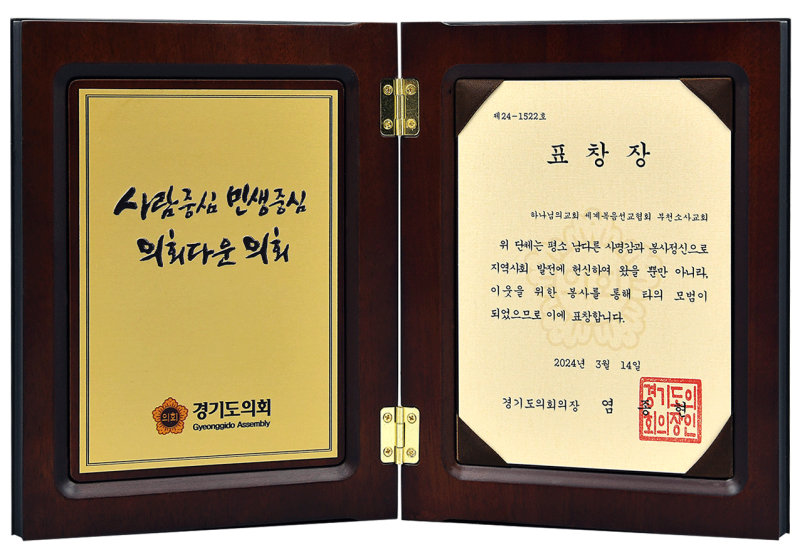 사람중심 민생중심
의회다운 의회
의회
경기도의회
Gyeonggido Assembly
제24-1522호
표창장
하나님의교회 세계복음선교협회 부천소사교회
위 단체는 평소 남다른 사명감과 봉사정신으로
지역사회 발전에 헌신하여 왔을 뿐만 아니라,
이웃을 위한 봉사를 통해 타의 모범이
되었으므로 이에 표창합니다.
2024년 3월 14일
경기도의회의장 염종현
경기도의
회의장인